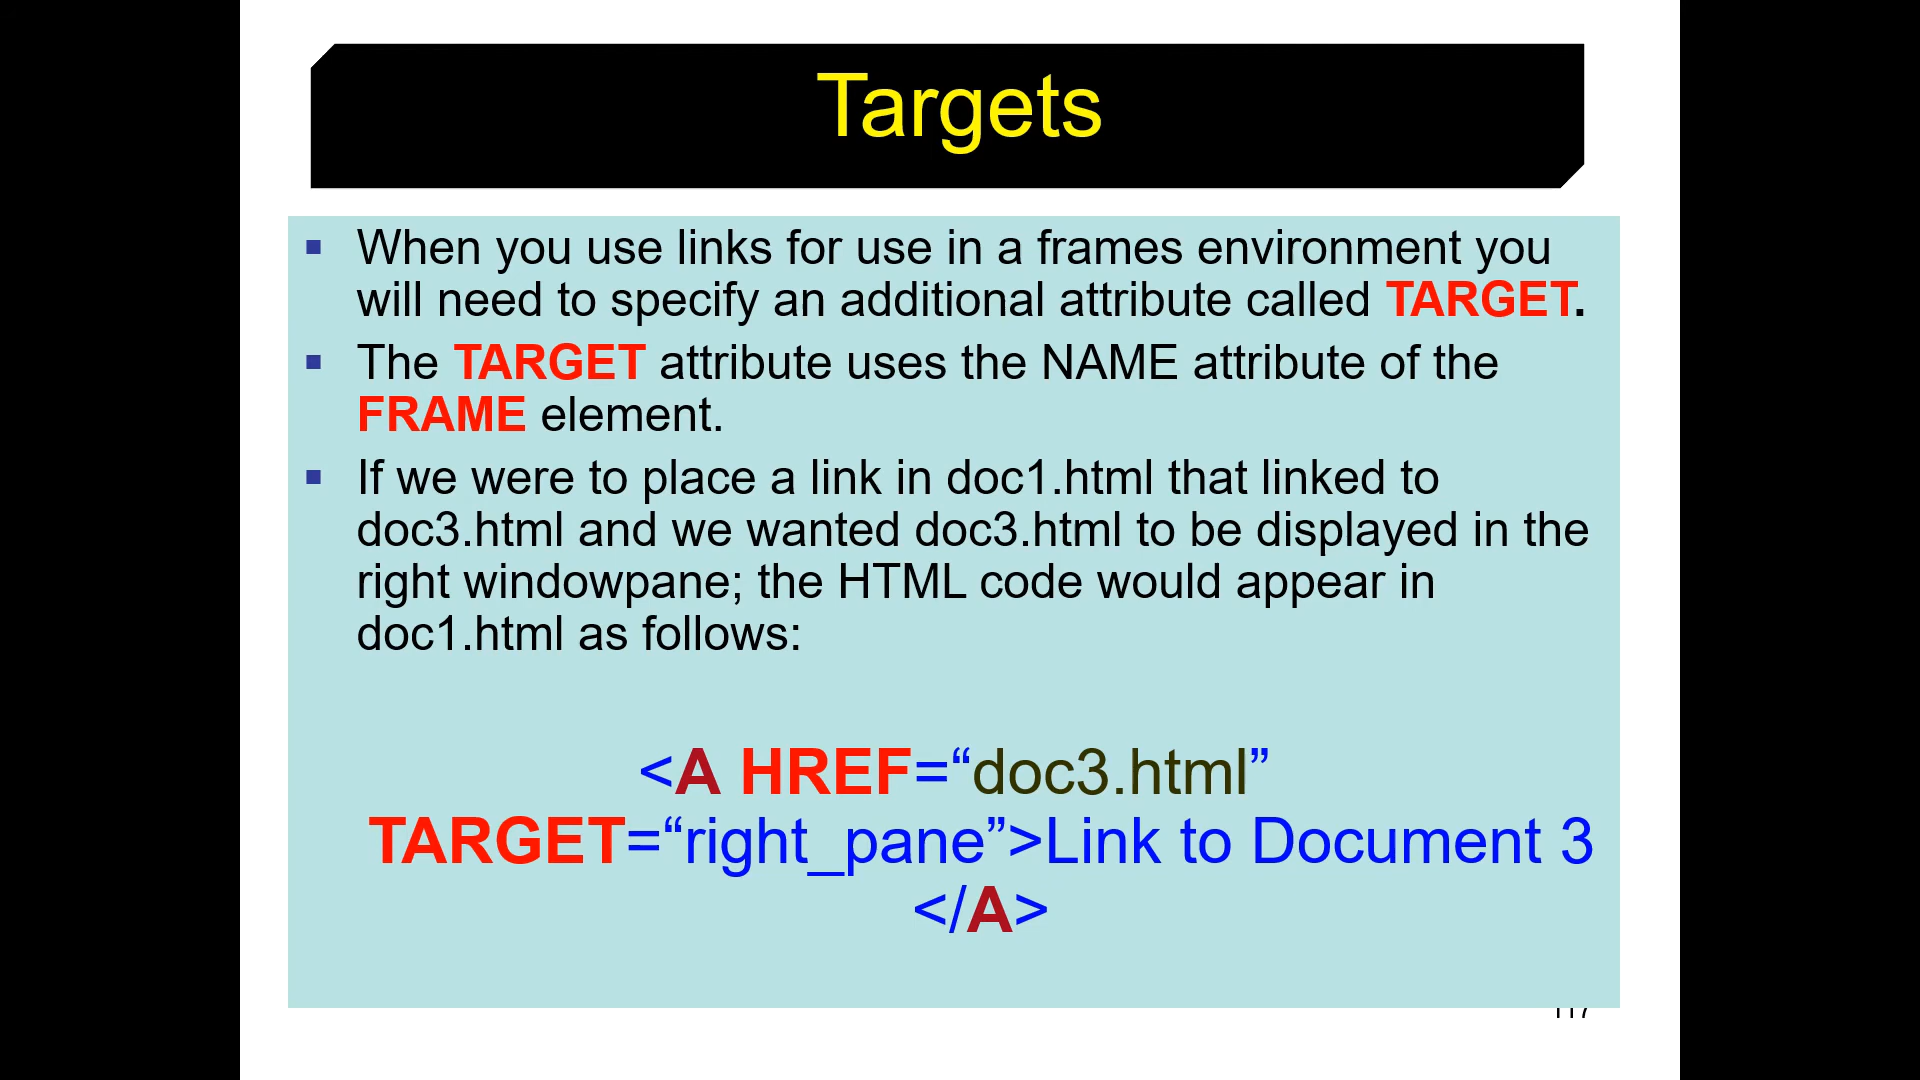 Targets
▪ When you use links for use in a frames environment you
will need to specify an additional attribute called TARGET.
▪ The TARGET attribute uses the NAME attribute of the
FRAME element.
▪ If we were to place a link in doc1.html that linked to
doc3.html and we wanted doc3.html to be displayed in the
right windowpane; the HTML code would appear in
doc1.html as follows:
<A HREF=“doc3.html”
TARGET=“right_pane”>Link to Document 3
</A>
117